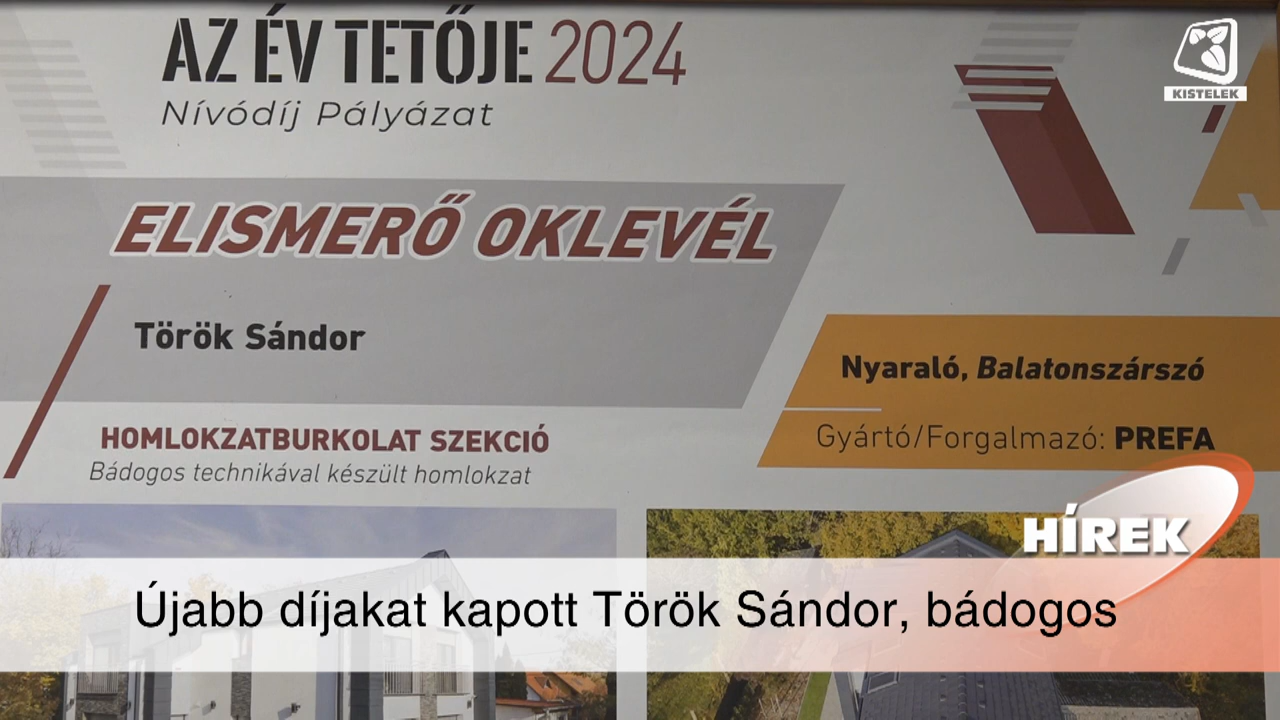 AZ ÉV TETŐJE 2024
Nívódíj Pályázat
KISTELEK
ELISMERŐ OKLEVÉL
Török Sándor
Nyaraló, Balatonszárszó
HOMLOKZATBURKOLAT SZEKCIÓ
Gyártó/Forgalmazó: PREFA
Bádogos technikával készült homlokzat
HÍREK
Újabb díjakat kapott Török Sándor, bádogos